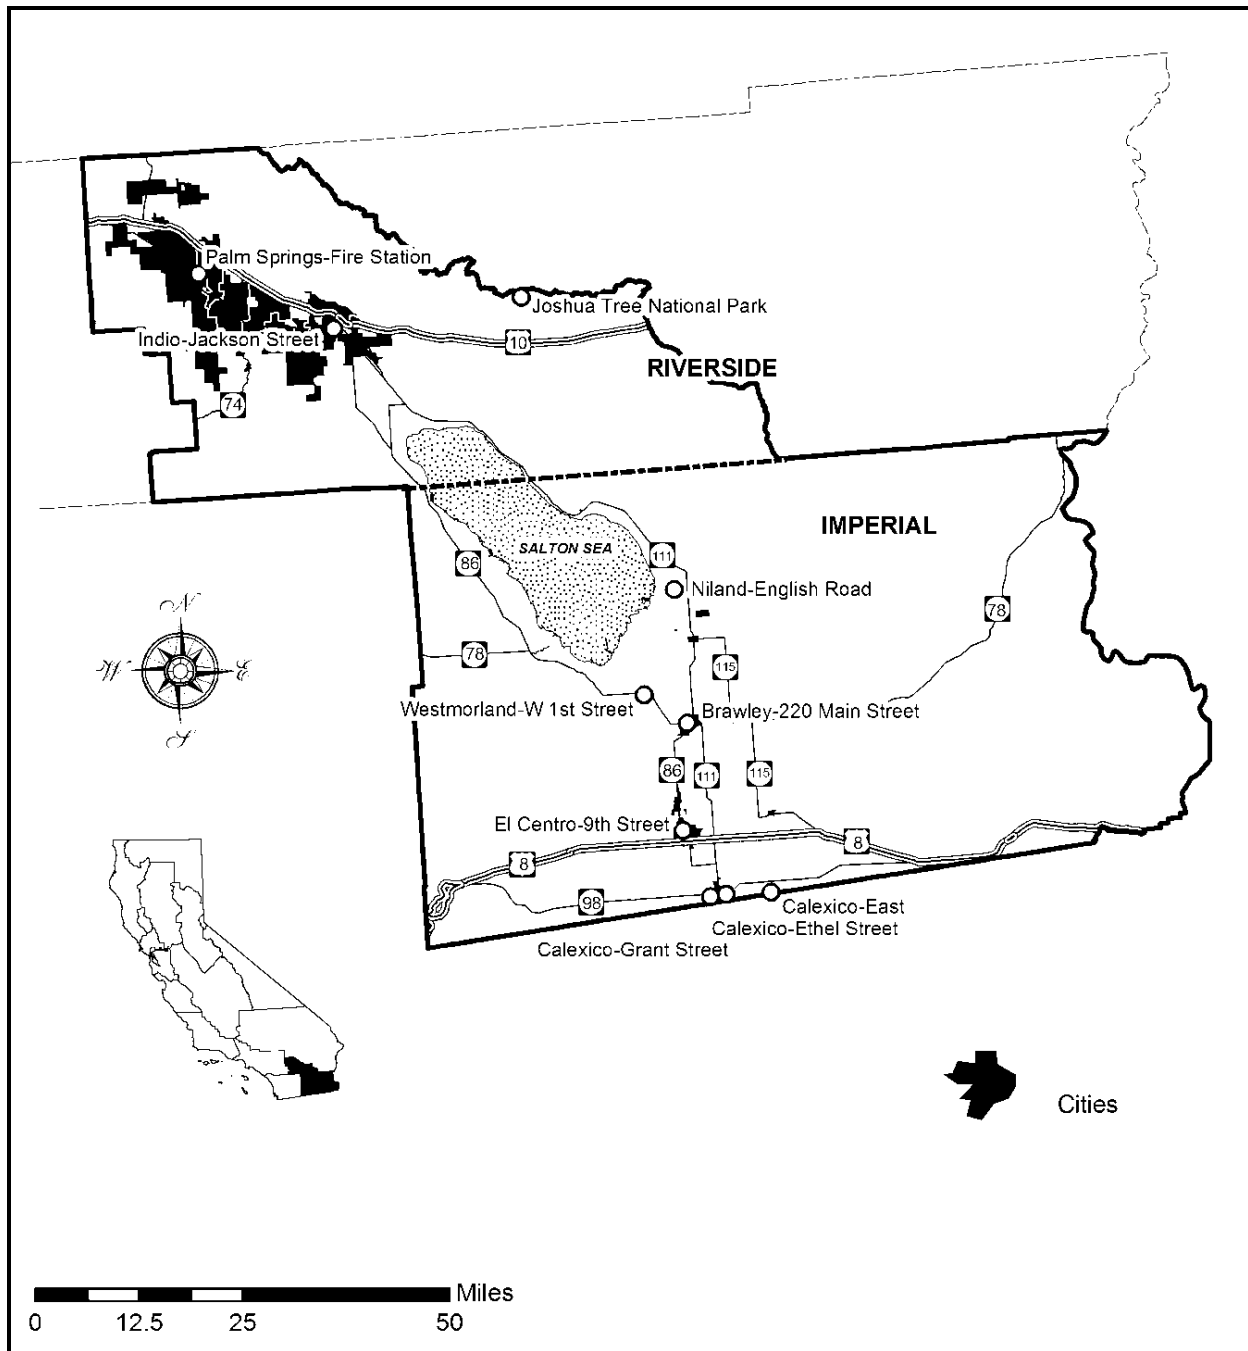 Palm Springs-Fire Station
Joshua Tree National Park
Indio-Jackson Street
10
RIVERSIDE
74
IMPERIAL
SALTON SEA
111
86
Niland-English Road
N
78
78
W
E
115
Westmorland-W 1st Street
Brawley-220 Main Street
S
86
111
115
El Centro-9th Street
8
8
98
Calexico-East
Calexico-Ethel Street
Calexico-Grant Street
Cities
Miles
0 12.5 25 50